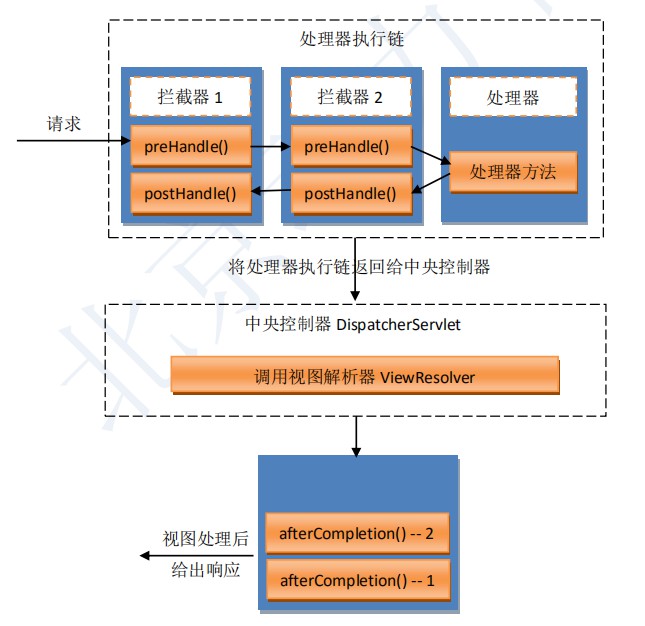 处理器执行链
拦截器 1
拦截器 2
处理器
请求
preHandle()
preHandle()
处理器方法
postHandle()
postHandle()
将处理器执行链返回给中央控制器
中央控制器 DispatcherServlet
调用视图解析器 ViewResolver
afterCompletion() -- 2
视图处理后
给出响应
afterCompletion() -- 1
北京